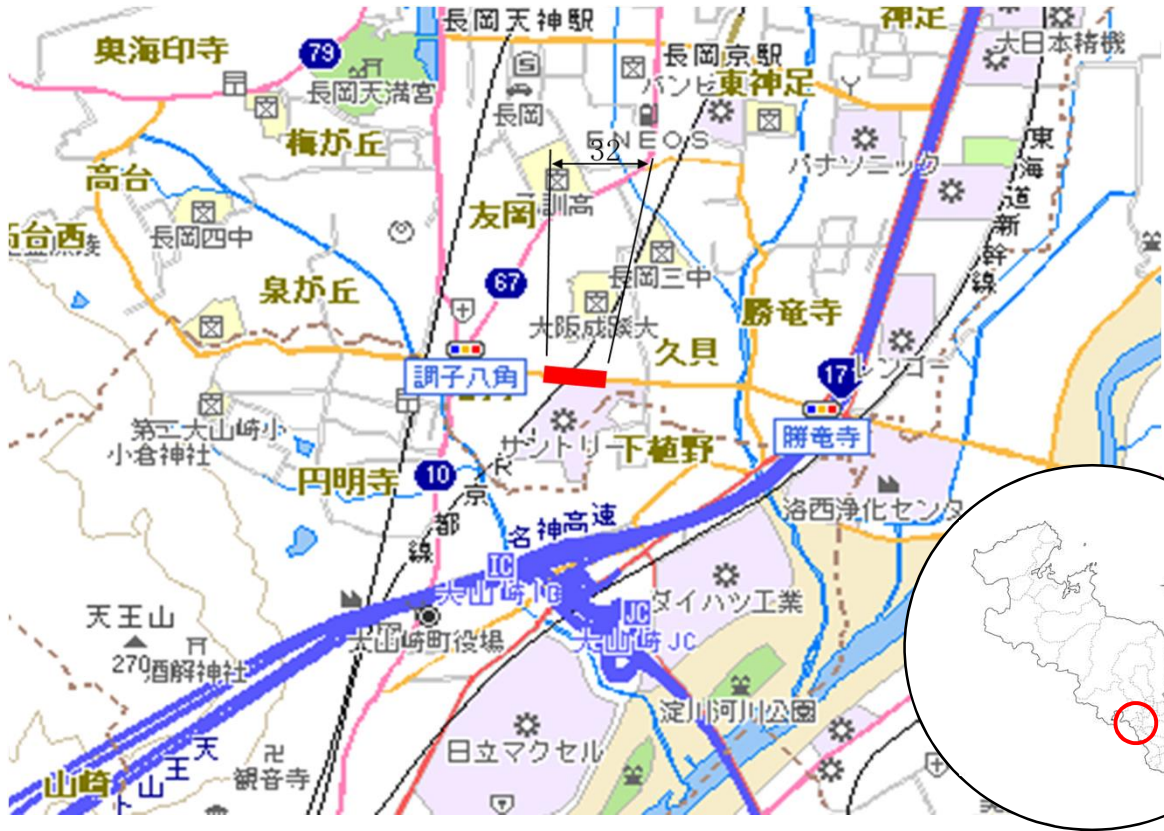 長岡天神駅
神足
奥海印寺
79
長岡京駅
大日本精機
長岡天満宮
長岡
バンビ
東神足
ENEOS
梅が丘
32
パナソニック
東海道新幹線
高台
友岡
長岡四中
67
長岡三中
泉が丘
大阪成蹊大
勝竜寺
久貝
17
レンゴー
調子八角
第二大山崎小
小倉神社
サントリー
下植野
勝竜寺
円明寺
10
JR京都線
洛西浄化センタ
名神高速
IC
大山崎IC
ダイハツ工業
JC
大山崎JC
天王山
大山崎町役場
270
酒解神社
淀川河川公園
日立マクセル
天王山ト
観音寺
山崎